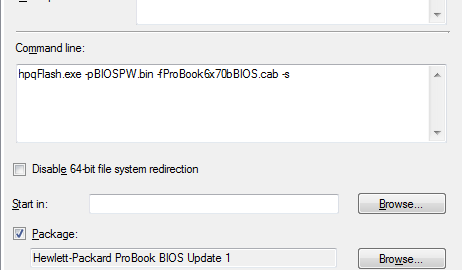 Command line:
hpqFlash.exe -pBIOSPW.bin -fProBook6x70bBIOS.cab -s
Disable 64-bit file system redirection
Start in:
Browse...
Package:
Hewlett-Packard ProBook BIOS Update 1
Browse...